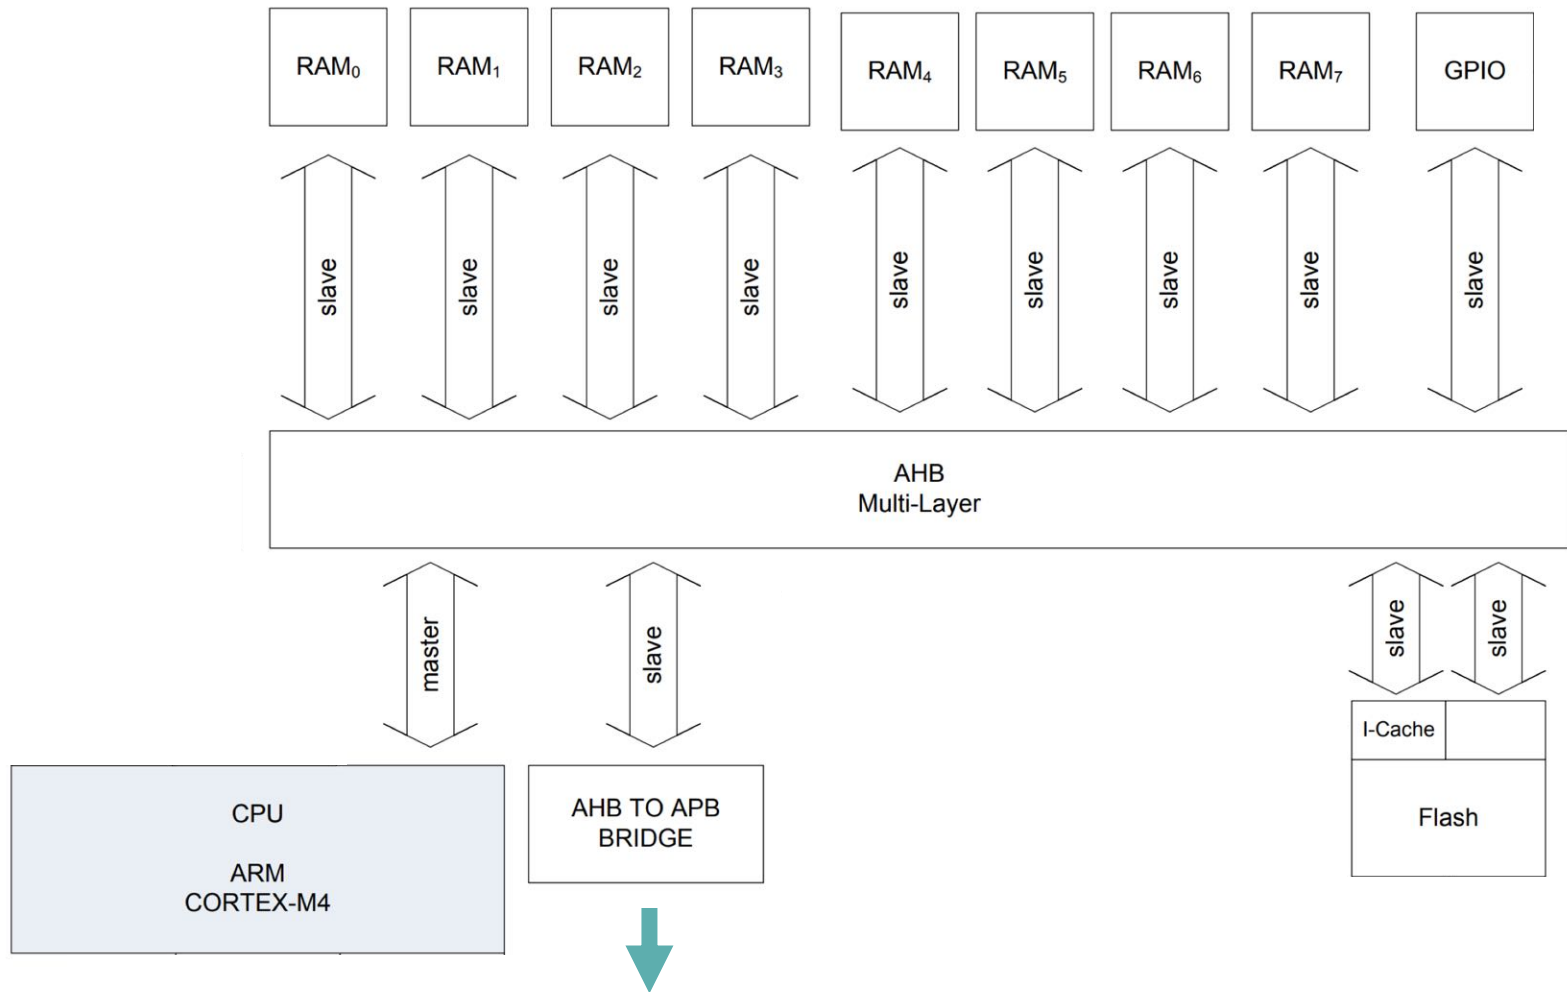 RAM₀
RAM₁
RAM₂
RAM₃
RAM₄
RAM₅
RAM₆
RAM₇
GPIO
slave
slave
slave
slave
slave
slave
slave
slave
slave
AHB
Multi-Layer
master
slave
slave
slave
I-Cache
CPU
ARM
CORTEX-M4
AHB TO APB
BRIDGE
Flash